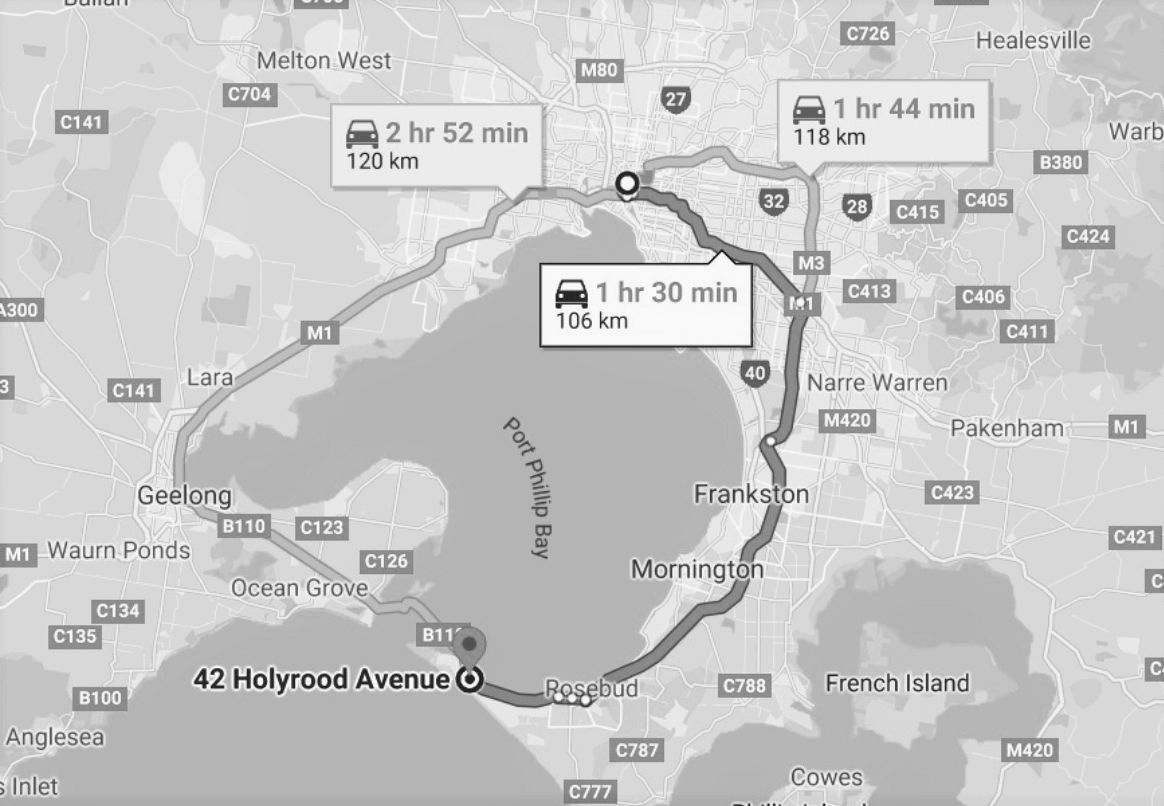 Ballan
C726
Healesville
Melton West
M80
C704
27
1 hr 44 min
118 km
C141
2 hr 52 min
120 km
Warb
B380
32
28
C405
C415
C424
M3
1 hr 30 min
106 km
C413
C406
A300
M1
M1
C411
Lara
C141
3
40
Narre Warren
M420
Pakenham
M1
Port Phillip Bay
Geelong
Frankston
C423
B110
C123
C421
M1
Waurn Ponds
C126
Mornington
Ocean Grove
C134
C135
B11
42 Holyrood Avenue
Rosebud
C788
French Island
B100
Anglesea
C787
M420
s Inlet
Cowes
C777